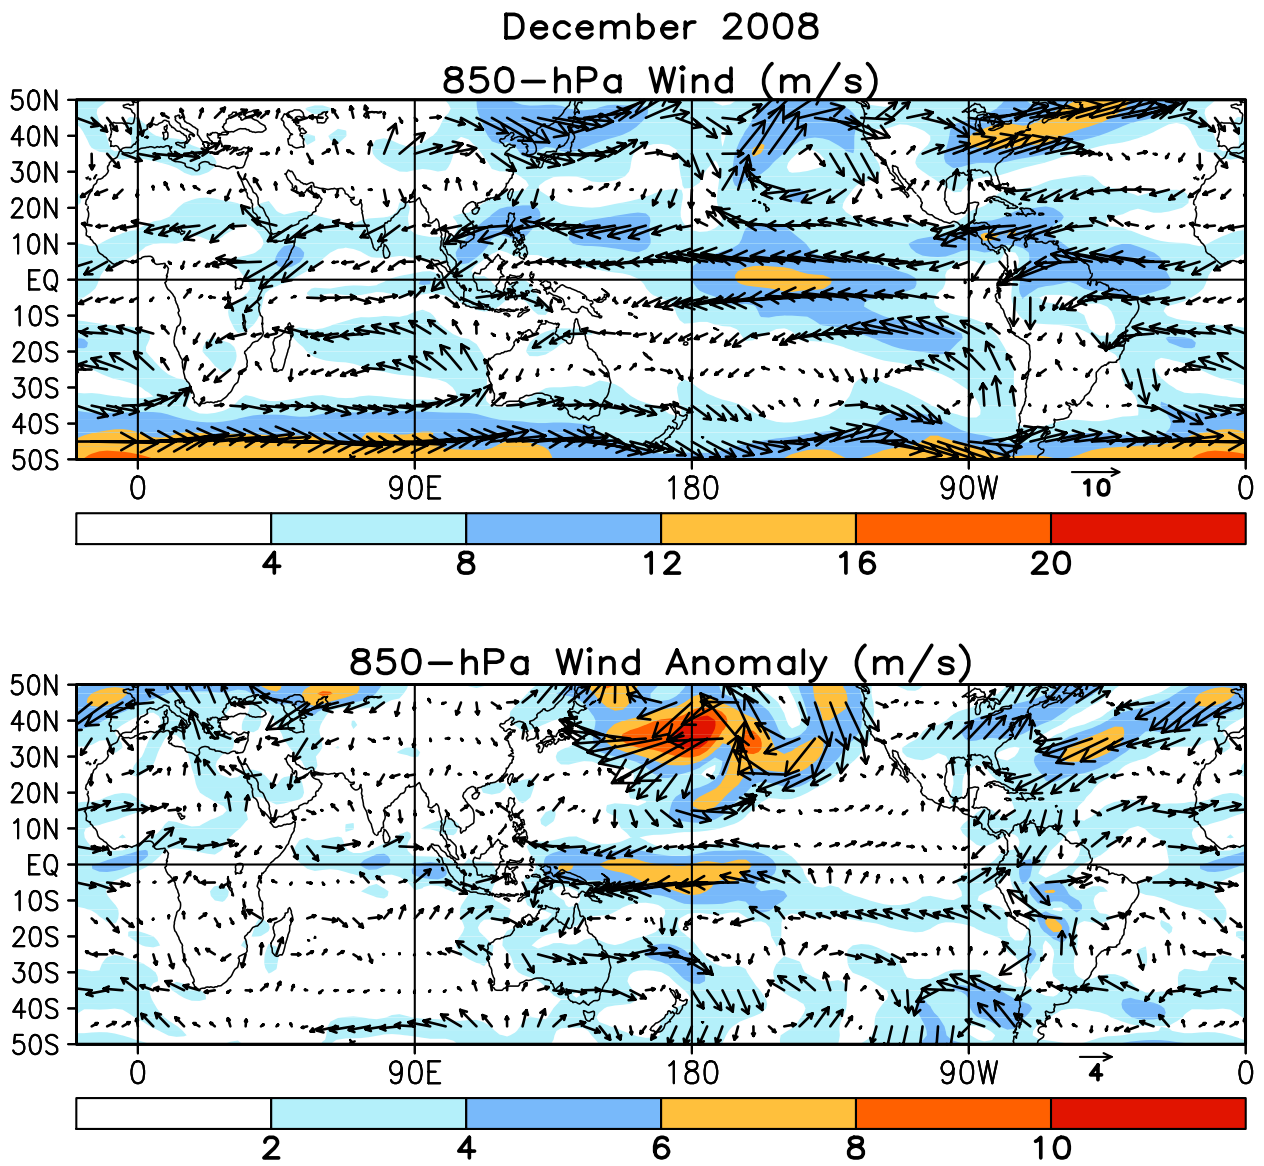 December 2008
850-hPa Wind (m/s)
50N
40N
30N
20N
10N
EQ
10S
20S
30S
40S
50S
0 90E 180 90W 0
10
4 8 12 16 20
850-hPa Wind Anomaly (m/s)
50N
40N
30N
20N
10N
EQ
10S
20S
30S
40S
50S
0 90E 180 90W 0
4
2 4 6 8 10